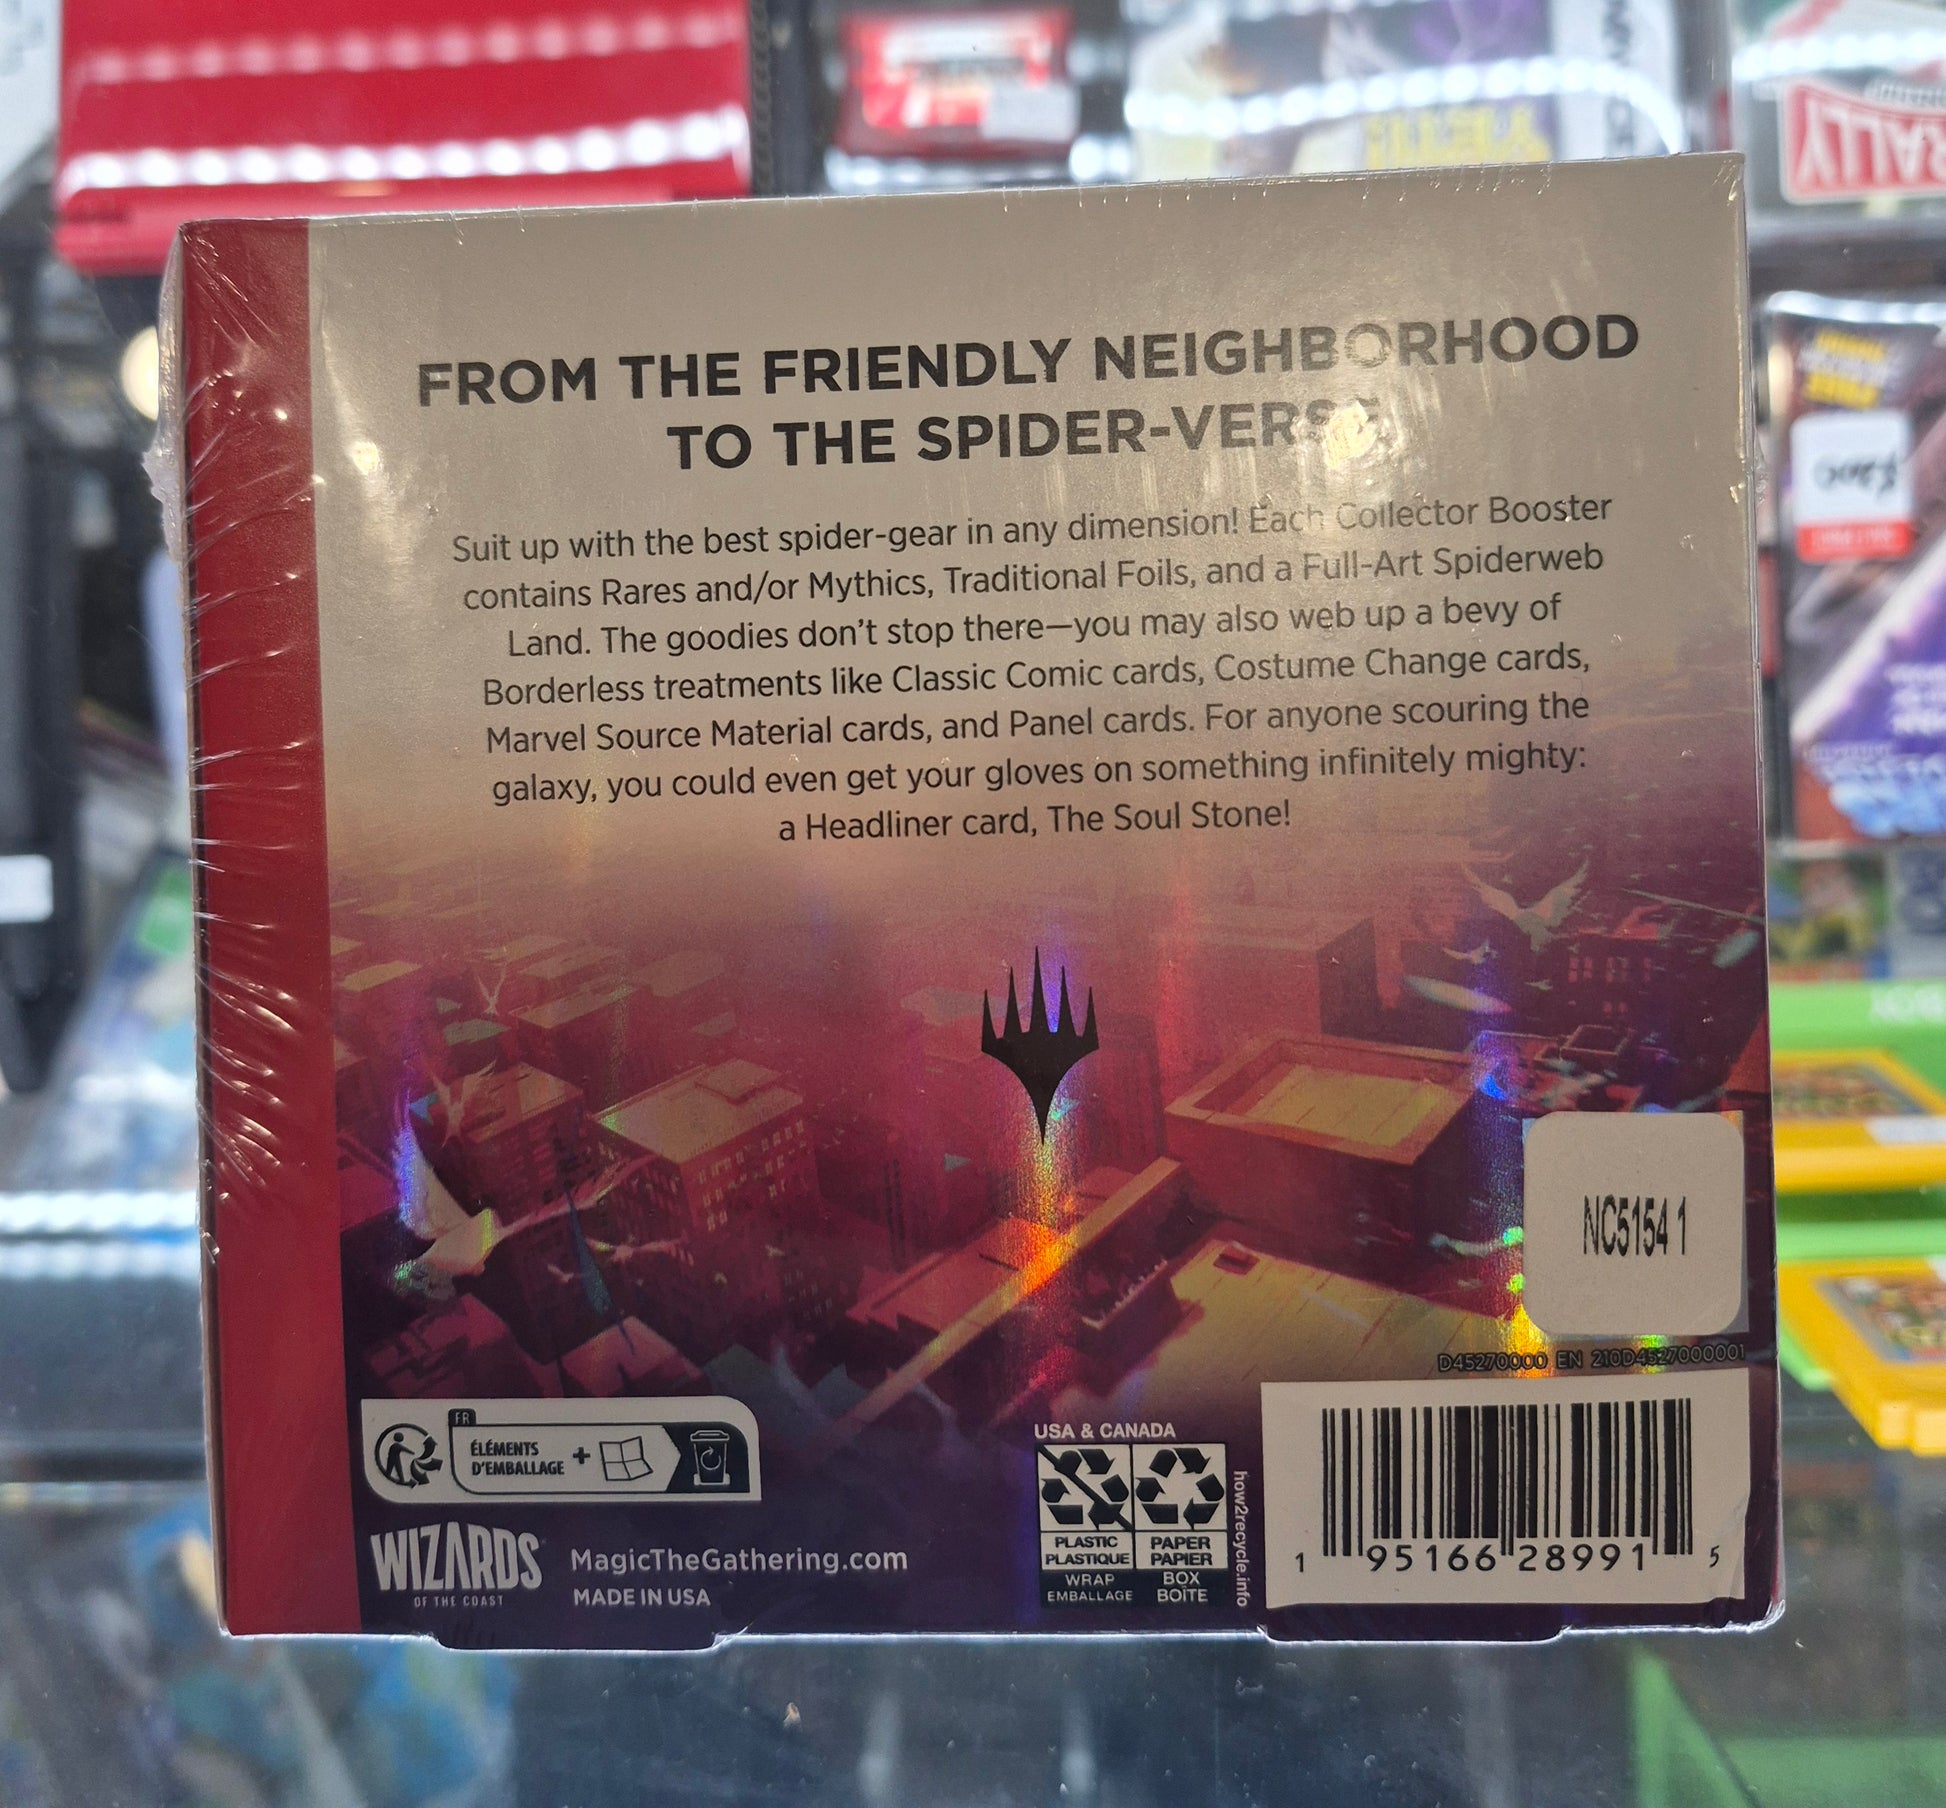 FROM THE FRIENDLY NEIGHBORHOOD
TO THE SPIDER-VERSE
Suit up with the best spider-gear in any dimension! Each Collector Booster
contains Rares and/or Mythics, Traditional Foils, and a Full-Art Spiderweb
Land. The goodies don't stop there—you may also web up a bevy of
Borderless treatments like Classic Comic cards, Costume Change cards,
Marvel Source Material cards, and Panel cards. For anyone scouring the
galaxy, you could even get your gloves on something infinitely mighty:
a Headliner card, The Soul Stone!
NC51541
D45270000 EN 210D4527000001
FR
ÉLÉMENTS
D'EMBALLAGE +
WIZARDS
OF THE COAST
MagicTheGathering.com
MADE IN USA
USA & CANADA
PLASTIC
PLASTIQUE
WRAP
EMBALLAGE
PAPER
PAPIER
BOX
BOÎTE
how2recycle.info
1 95166 28991 5
RALLY